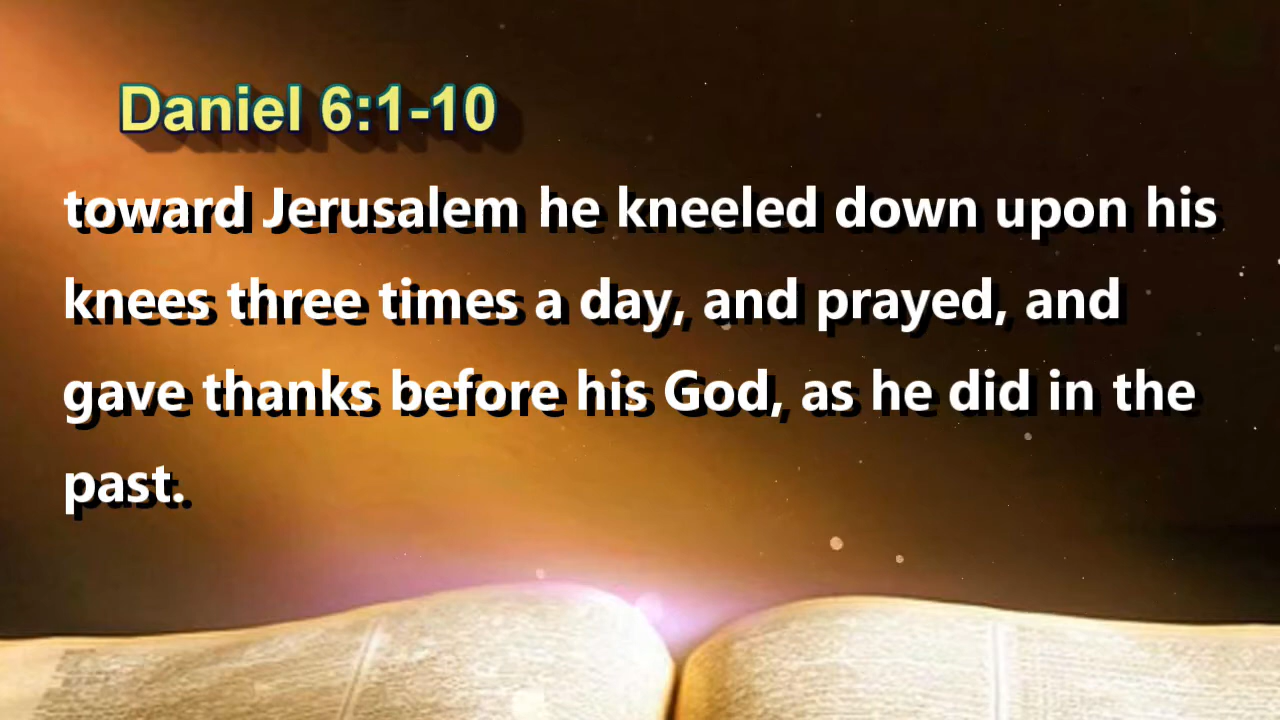 Daniel 6:1-10
toward Jerusalem he kneeled down upon his
knees three times a day, and prayed, and
gave thanks before his God, as he did in the
past.